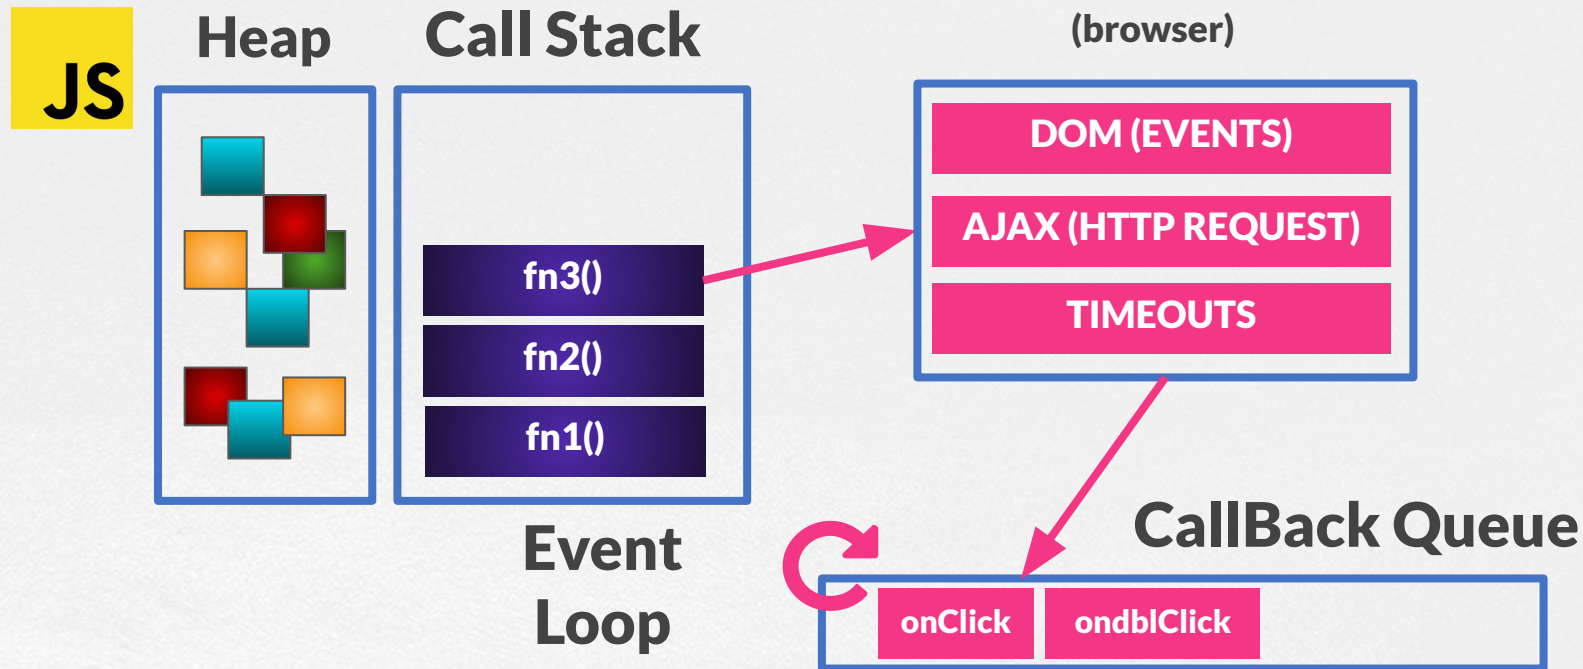 JS
Heap
Call Stack
(browser)
DOM (EVENTS)
AJAX (HTTP REQUEST)
TIMEOUTS
fn3()
fn2()
fn1()
Event
Loop
CallBack Queue
onClick
ondblClick